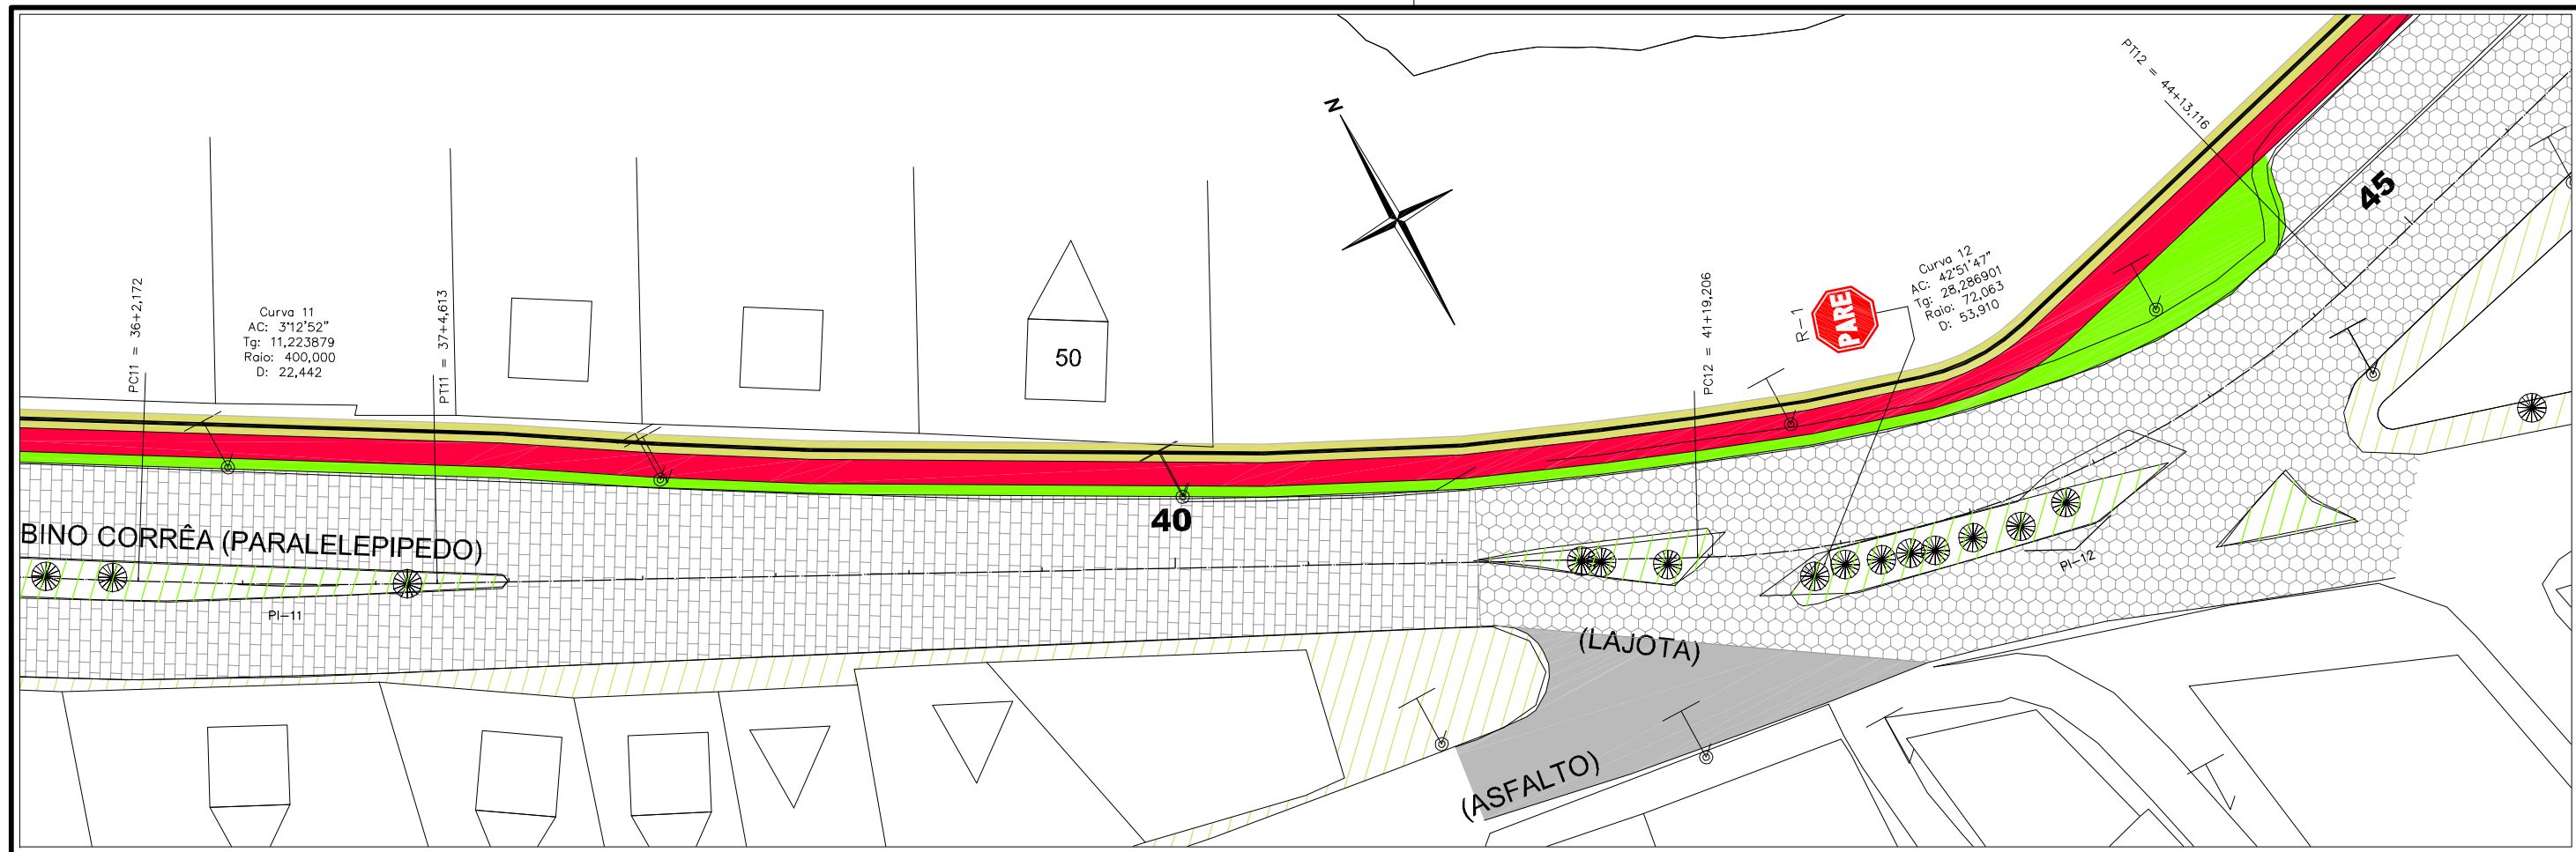 PT12 = 44+13,116
N
45
PC11 = 36+2,172
Curva 11
AC: 3°12'52"
Tg: 11,223879
Raio: 400,000
D: 22,442
PT11 = 37+4,613
50
PC12 = 41+19,206
R-1
PARE
Curva 12
AC: 42°51'47"
Tg: 28,286901
Raio: 72,063
D: 53,910
40
BINO CORRÊA (PARALELEPIPEDO)
PI-11
PI-12
(LAJOTA)
(ASFALTO)